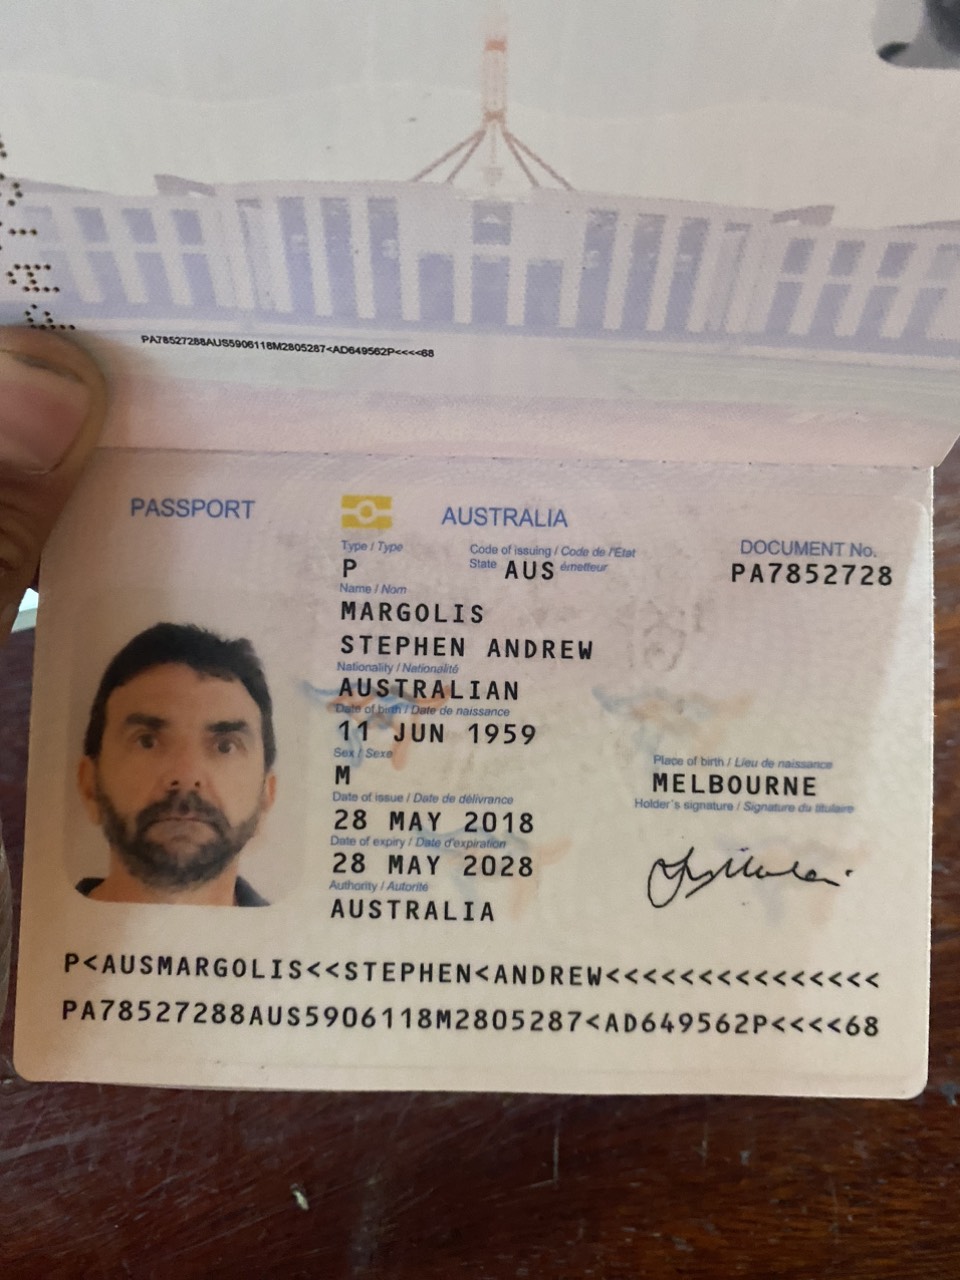 PA78527288AUS5906118M2805287<AD649562P<<<<68
PASSPORT
AUSTRALIA
Type / Type
Code of issuing / Code de l'État
State
émetteur
P
AUS
DOCUMENT No.
PA7852728
Name / Nom
MARGOLIS
STEPHEN ANDREW
Nationality / Nationalité
AUSTRALIAN
Date of birth / Date de naissance
11 JUN 1959
Sex / Sexe
M
Place of birth / Lieu de naissance
MELBOURNE
Date of issue / Date de délivrance
28 MAY 2018
Holder's signature / Signature du titulaire
Date of expiry / Date d'expiration
28 MAY 2028
Authority / Autorité
AUSTRALIA
P<AUSMARGOLIS<<STEPHEN<ANDREW<<<<<<<<<<<<<<<
PA78527288AUS5906118M2805287<AD649562P<<<<68